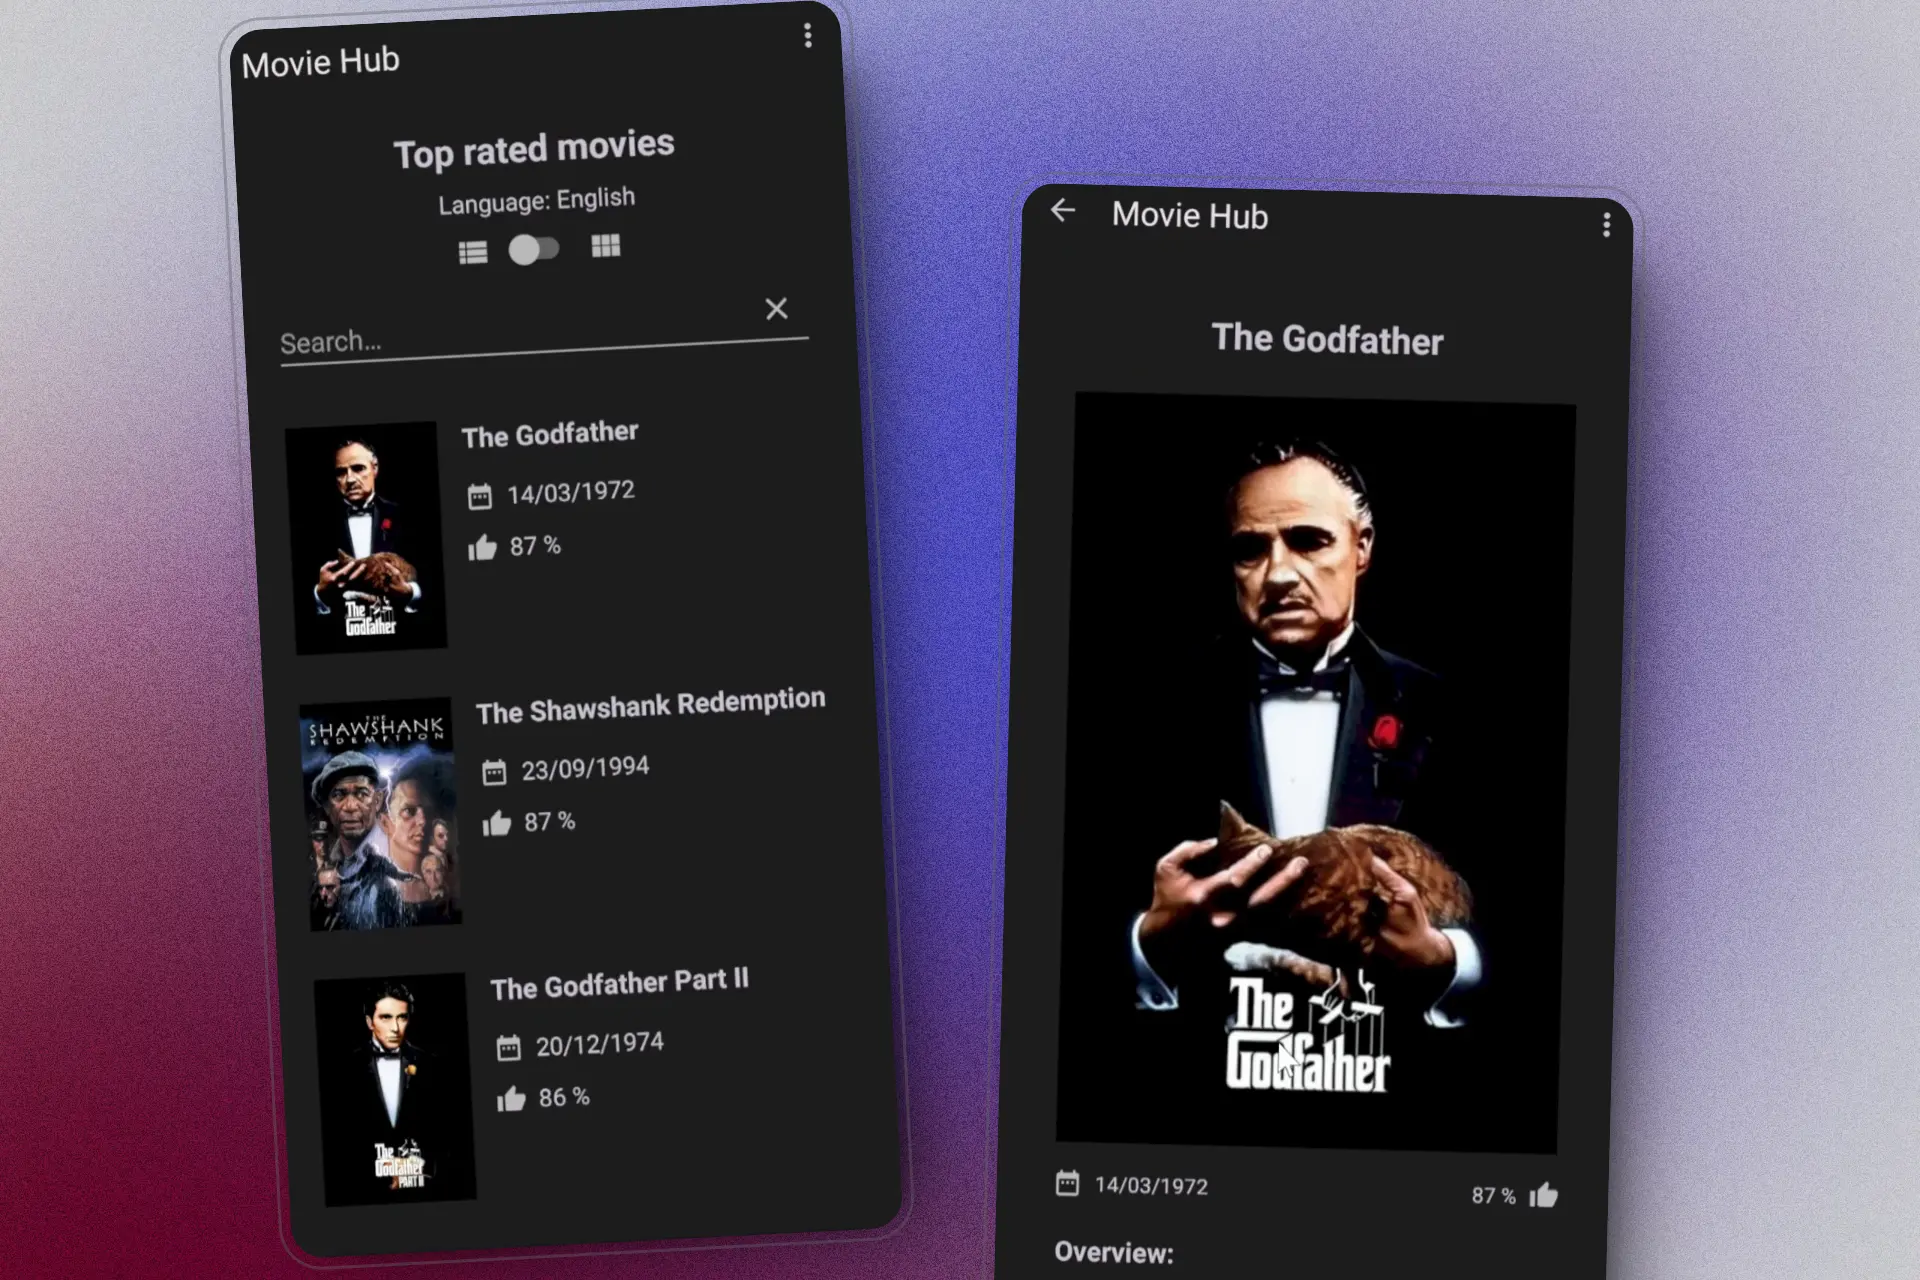 Movie Hub
Top rated movies
Language: English
Search...
The Godfather
14/03/1972
87 %
The
Godfather
The Shawshank Redemption
THE
SHAWSHANK
REDEMPTION
23/09/1994
87 %
The Godfather Part II
20/12/1974
86 %
The
Godfather
PART II
Movie Hub
The Godfather
The
Godfather
14/03/1972
87 %
Overview: